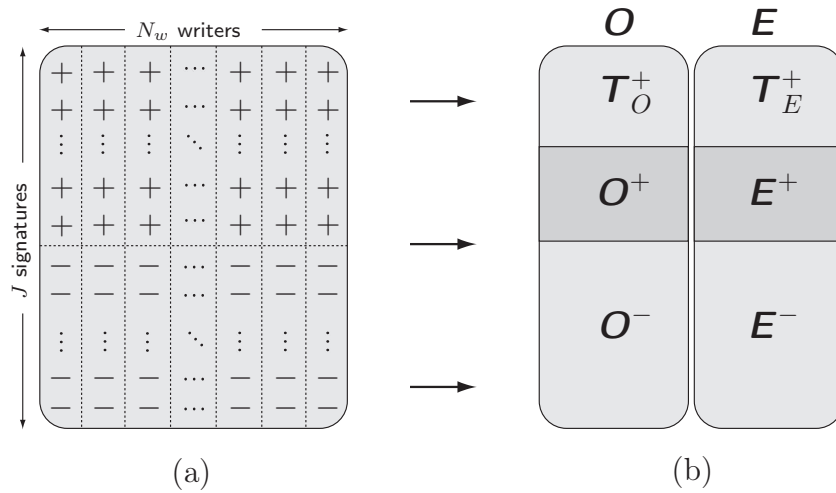 N_w writers
J signatures
+ + + ... + + +
+ + + ... + + +
⋮ ⋮ ⋮ ⋱ ⋮ ⋮ ⋮
+ + + ... + + +
+ + + ... + + +
− − − ... − − −
− − − ... − − −
⋮ ⋮ ⋮ ⋱ ⋮ ⋮ ⋮
− − − ... − − −
− − − ... − − −
(a)
O E
T_O^+ T_E^+
O^+ E^+
O^- E^-
(b)